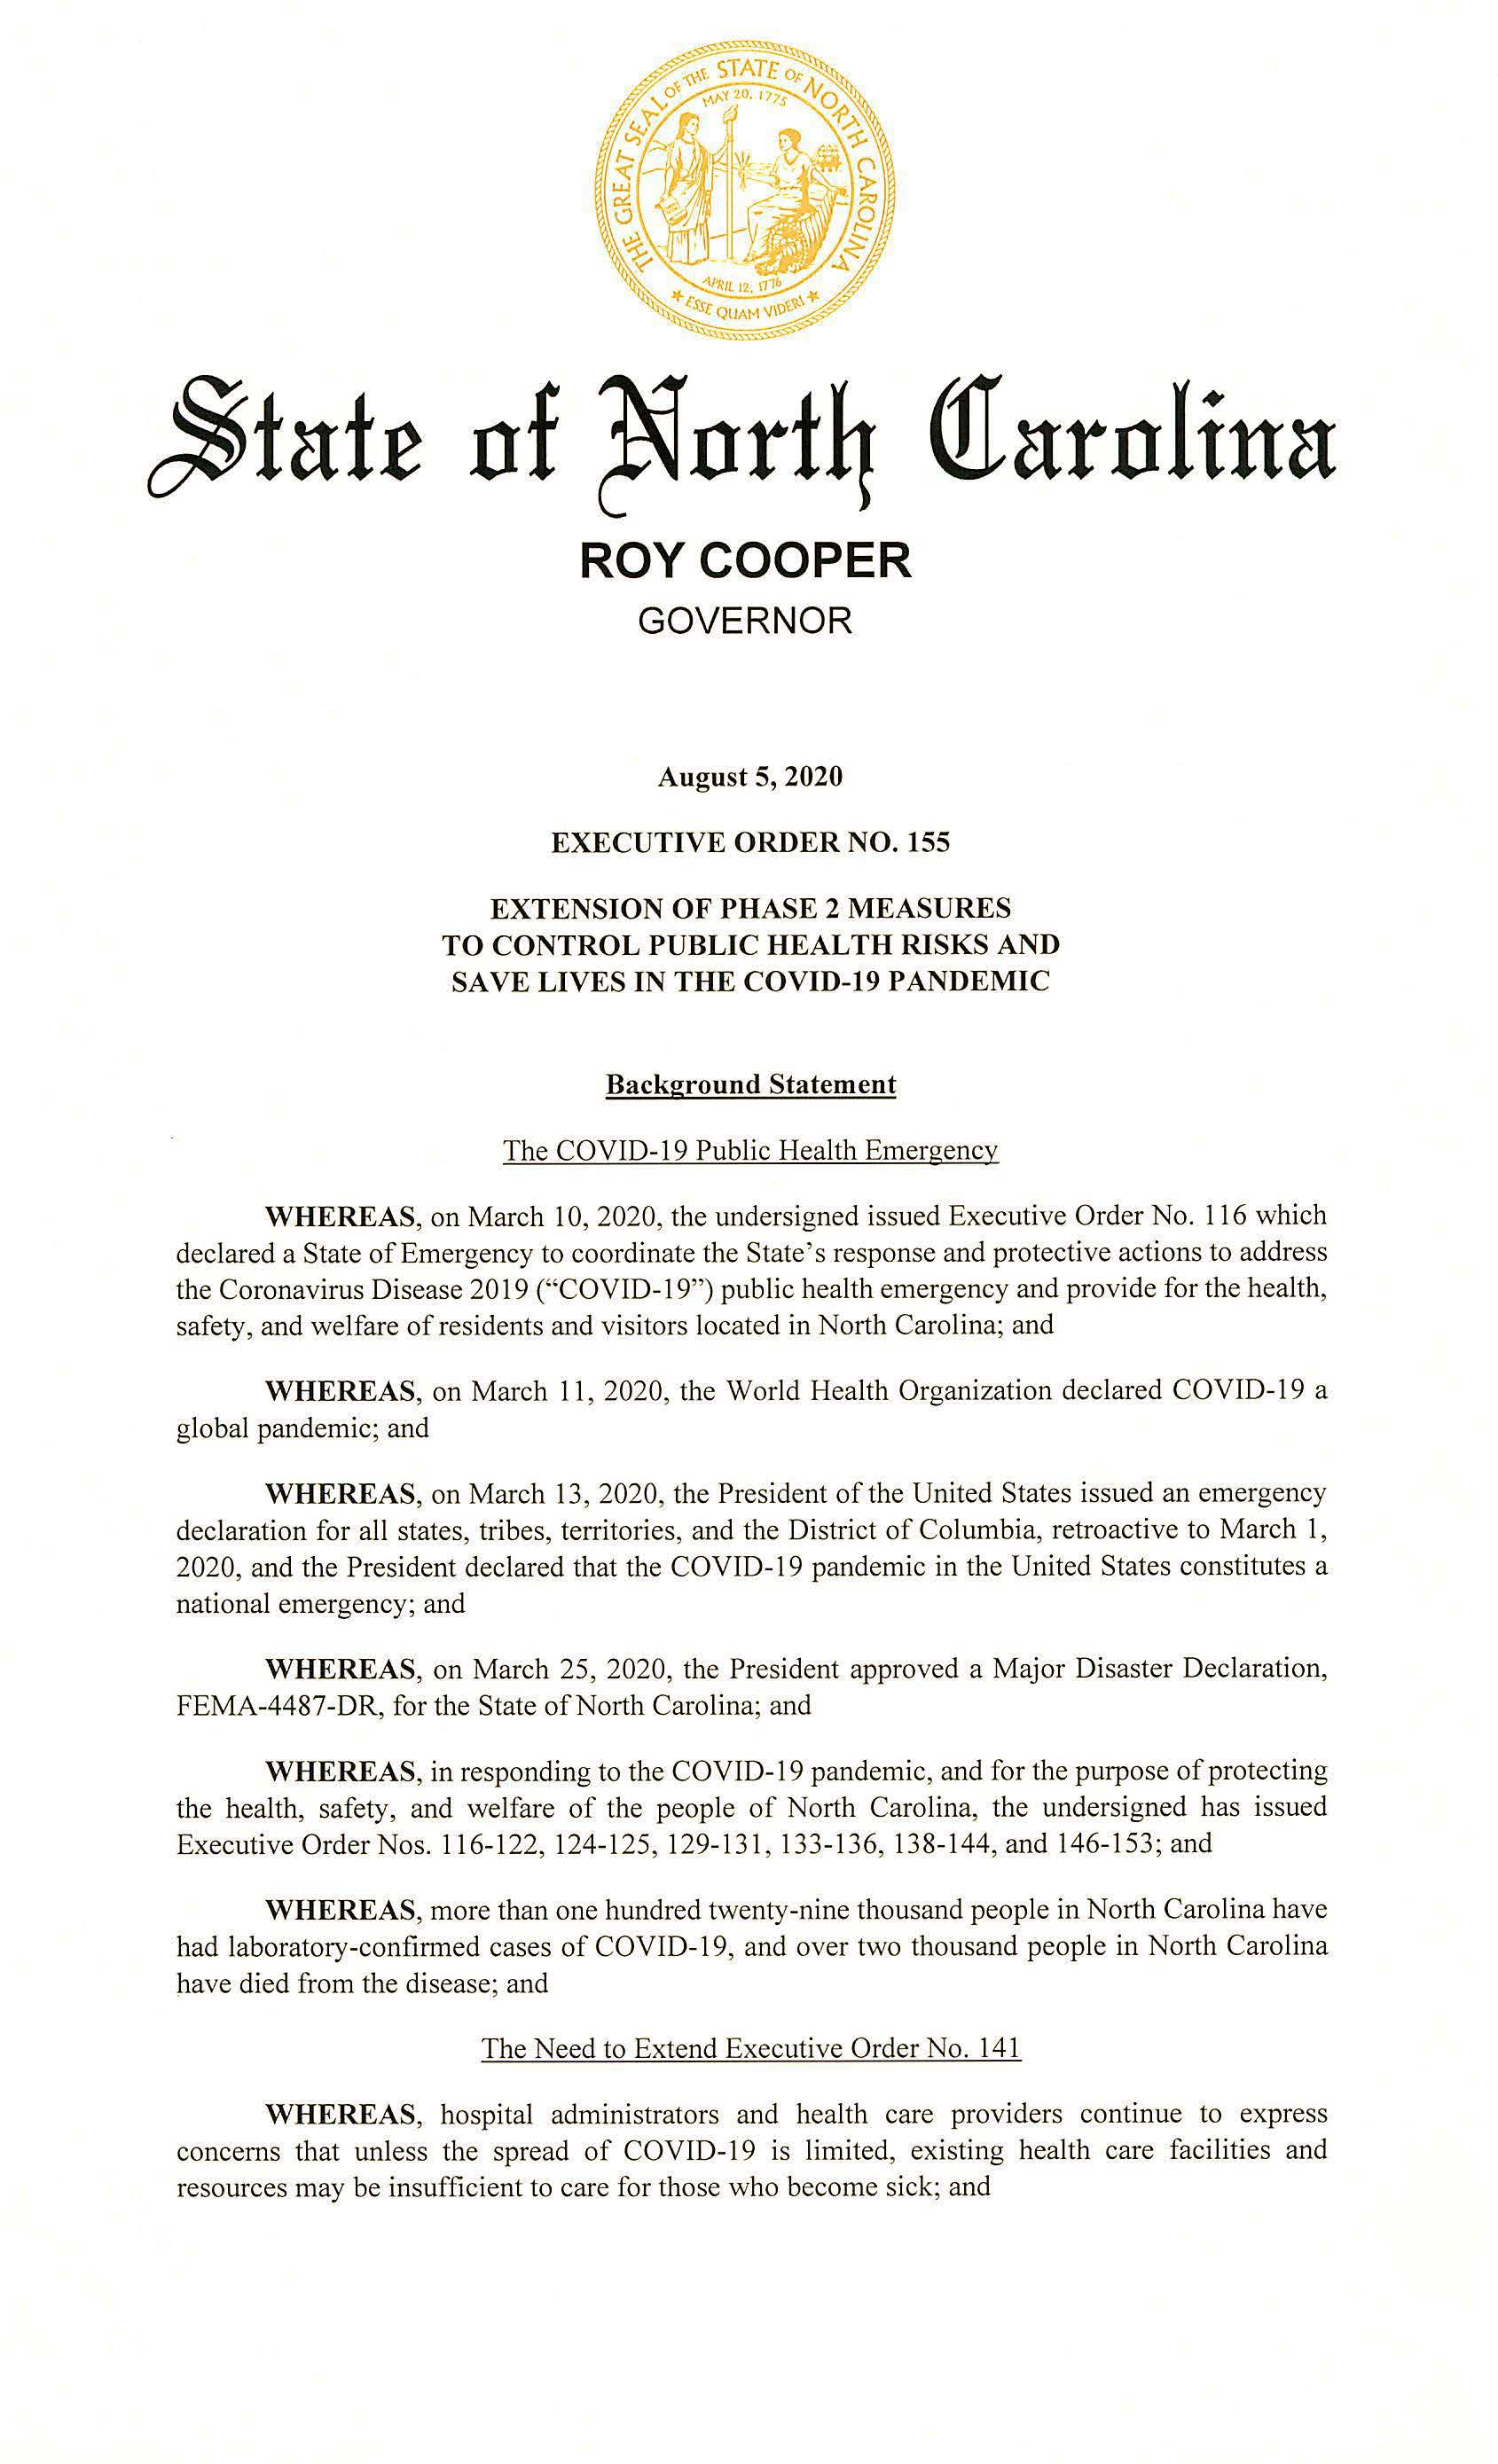 THE GREAT SEAL OF THE STATE OF NORTH CAROLINA
MAY 20, 1775
APRIL 12, 1776
★ ESSE QUAM VIDERI ★
State of North Carolina
ROY COOPER
GOVERNOR
August 5, 2020
EXECUTIVE ORDER NO. 155
EXTENSION OF PHASE 2 MEASURES
TO CONTROL PUBLIC HEALTH RISKS AND
SAVE LIVES IN THE COVID-19 PANDEMIC
Background Statement
The COVID-19 Public Health Emergency
WHEREAS, on March 10, 2020, the undersigned issued Executive Order No. 116 which
declared a State of Emergency to coordinate the State’s response and protective actions to address
the Coronavirus Disease 2019 (“COVID-19”) public health emergency and provide for the health,
safety, and welfare of residents and visitors located in North Carolina; and
WHEREAS, on March 11, 2020, the World Health Organization declared COVID-19 a
global pandemic; and
WHEREAS, on March 13, 2020, the President of the United States issued an emergency
declaration for all states, tribes, territories, and the District of Columbia, retroactive to March 1,
2020, and the President declared that the COVID-19 pandemic in the United States constitutes a
national emergency; and
WHEREAS, on March 25, 2020, the President approved a Major Disaster Declaration,
FEMA-4487-DR, for the State of North Carolina; and
WHEREAS, in responding to the COVID-19 pandemic, and for the purpose of protecting
the health, safety, and welfare of the people of North Carolina, the undersigned has issued
Executive Order Nos. 116-122, 124-125, 129-131, 133-136, 138-144, and 146-153; and
WHEREAS, more than one hundred twenty-nine thousand people in North Carolina have
had laboratory-confirmed cases of COVID-19, and over two thousand people in North Carolina
have died from the disease; and
The Need to Extend Executive Order No. 141
WHEREAS, hospital administrators and health care providers continue to express
concerns that unless the spread of COVID-19 is limited, existing health care facilities and
resources may be insufficient to care for those who become sick; and